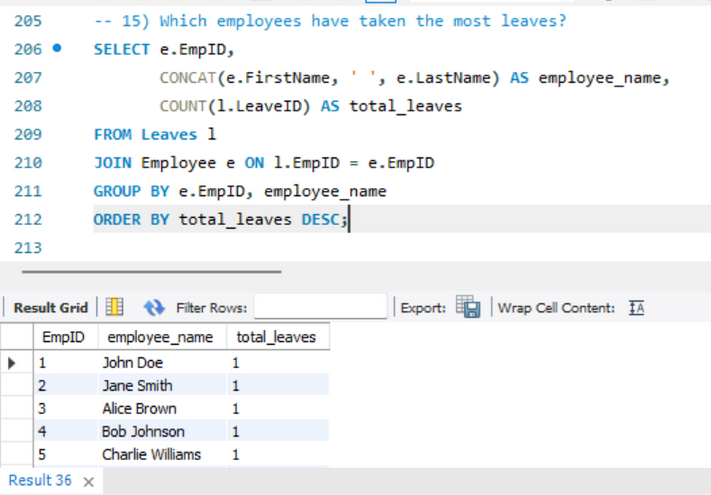 205 -- 15) Which employees have taken the most leaves?
206 SELECT e.EmpID,
207 CONCAT(e.FirstName, ' ', e.LastName) AS employee_name,
208 COUNT(l.LeaveID) AS total_leaves
209 FROM Leaves l
210 JOIN Employee e ON l.EmpID = e.EmpID
211 GROUP BY e.EmpID, employee_name
212 ORDER BY total_leaves DESC;
213
Result Grid Filter Rows: Export: Wrap Cell Content:
EmpID employee_name total_leaves
1 John Doe 1
2 Jane Smith 1
3 Alice Brown 1
4 Bob Johnson 1
5 Charlie Williams 1
Result 36